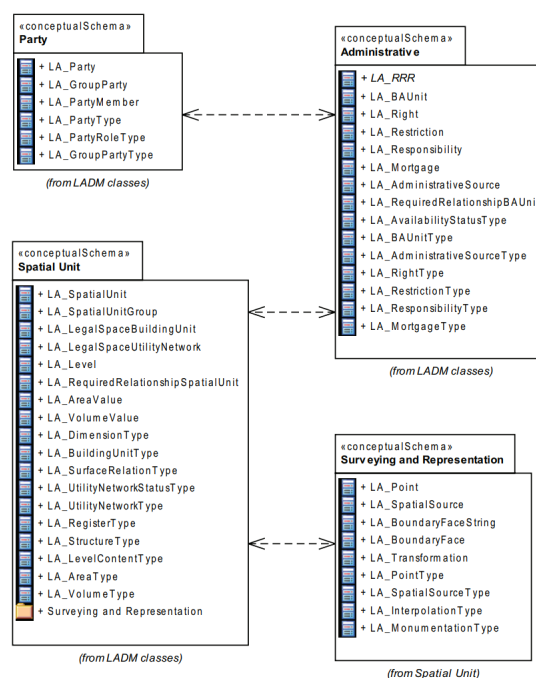 «conceptualSchema»
Party
+ LA_Party
+ LA_GroupParty
+ LA_PartyMember
+ LA_PartyType
+ LA_PartyRoleType
+ LA_GroupPartyType
(from LADM classes)
«conceptualSchema»
Administrative
+ LA_RRR
+ LA_BAUnit
+ LA_Right
+ LA_Restriction
+ LA_Responsibility
+ LA_Mortgage
+ LA_AdministrativeSource
+ LA_RequiredRelationshipBAUni
+ LA_AvailabilityStatusType
+ LA_BAUnitType
+ LA_AdministrativeSourceType
+ LA_RightType
+ LA_RestrictionType
+ LA_ResponsibilityType
+ LA_MortgageType
(from LADM classes)
«conceptualSchema»
Spatial Unit
+ LA_SpatialUnit
+ LA_SpatialUnitGroup
+ LA_LegalSpaceBuildingUnit
+ LA_LegalSpaceUtilityNetwork
+ LA_Level
+ LA_RequiredRelationshipSpatialUnit
+ LA_AreaValue
+ LA_VolumeValue
+ LA_DimensionType
+ LA_BuildingUnitType
+ LA_SurfaceRelationType
+ LA_UtilityNetworkStatusType
+ LA_UtilityNetworkType
+ LA_RegisterType
+ LA_StructureType
+ LA_LevelContentType
+ LA_AreaType
+ LA_VolumeType
+ Surveying and Representation
(from LADM classes)
«conceptualSchema»
Surveying and Representation
+ LA_Point
+ LA_SpatialSource
+ LA_BoundaryFaceString
+ LA_BoundaryFace
+ LA_Transformation
+ LA_PointType
+ LA_SpatialSourceType
+ LA_InterpolationType
+ LA_MonumentationType
(from Spatial Unit)